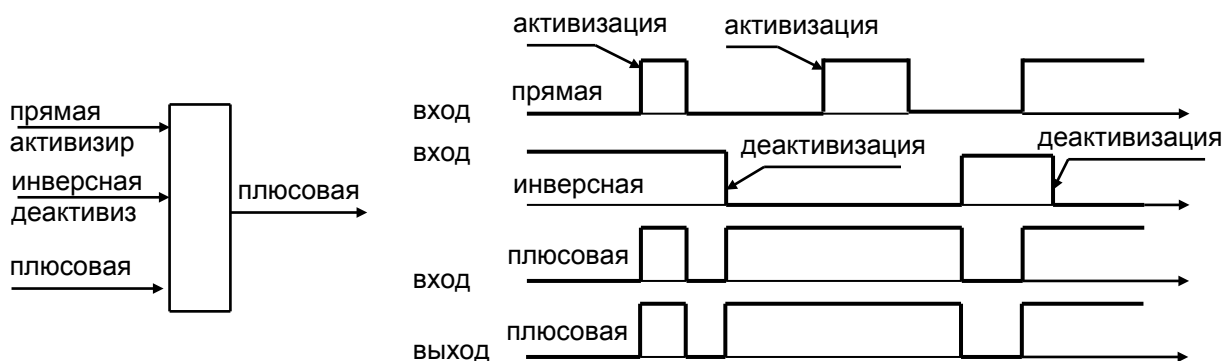 прямая
активизир
инверсная
деактивиз
плюсовая
плюсовая
активизация
активизация
прямая
вход
вход
деактивизация
деактивизация
инверсная
плюсовая
вход
плюсовая
выход